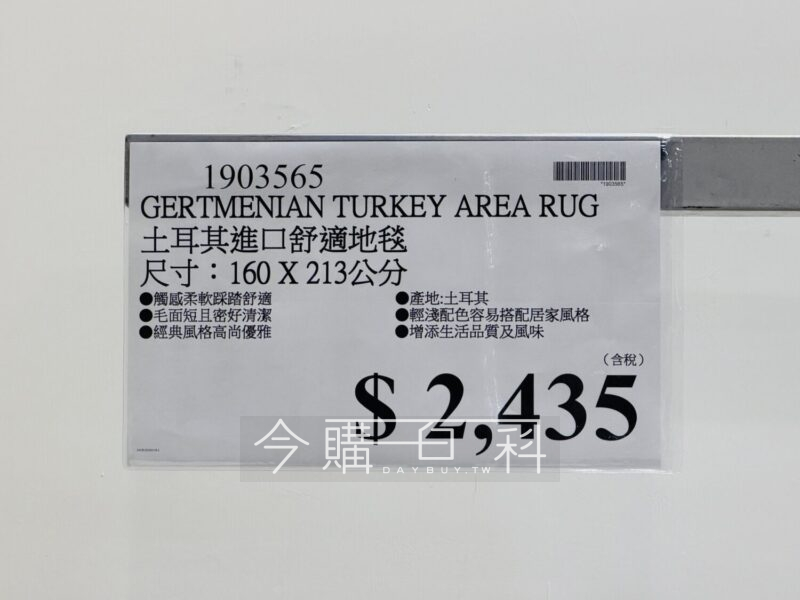 1903565
*1903565*
GERTMENIAN TURKEY AREA RUG
土耳其進口舒適地毯
尺寸：160 X 213公分
●觸感柔軟踩踏舒適
●毛面短且密好清潔
●經典風格高尚優雅
●產地:土耳其
●輕淺配色容易搭配居家風格
●增添生活品質及風味
（含稅）
$ 2,435
今購百科
DAYBUY.TW